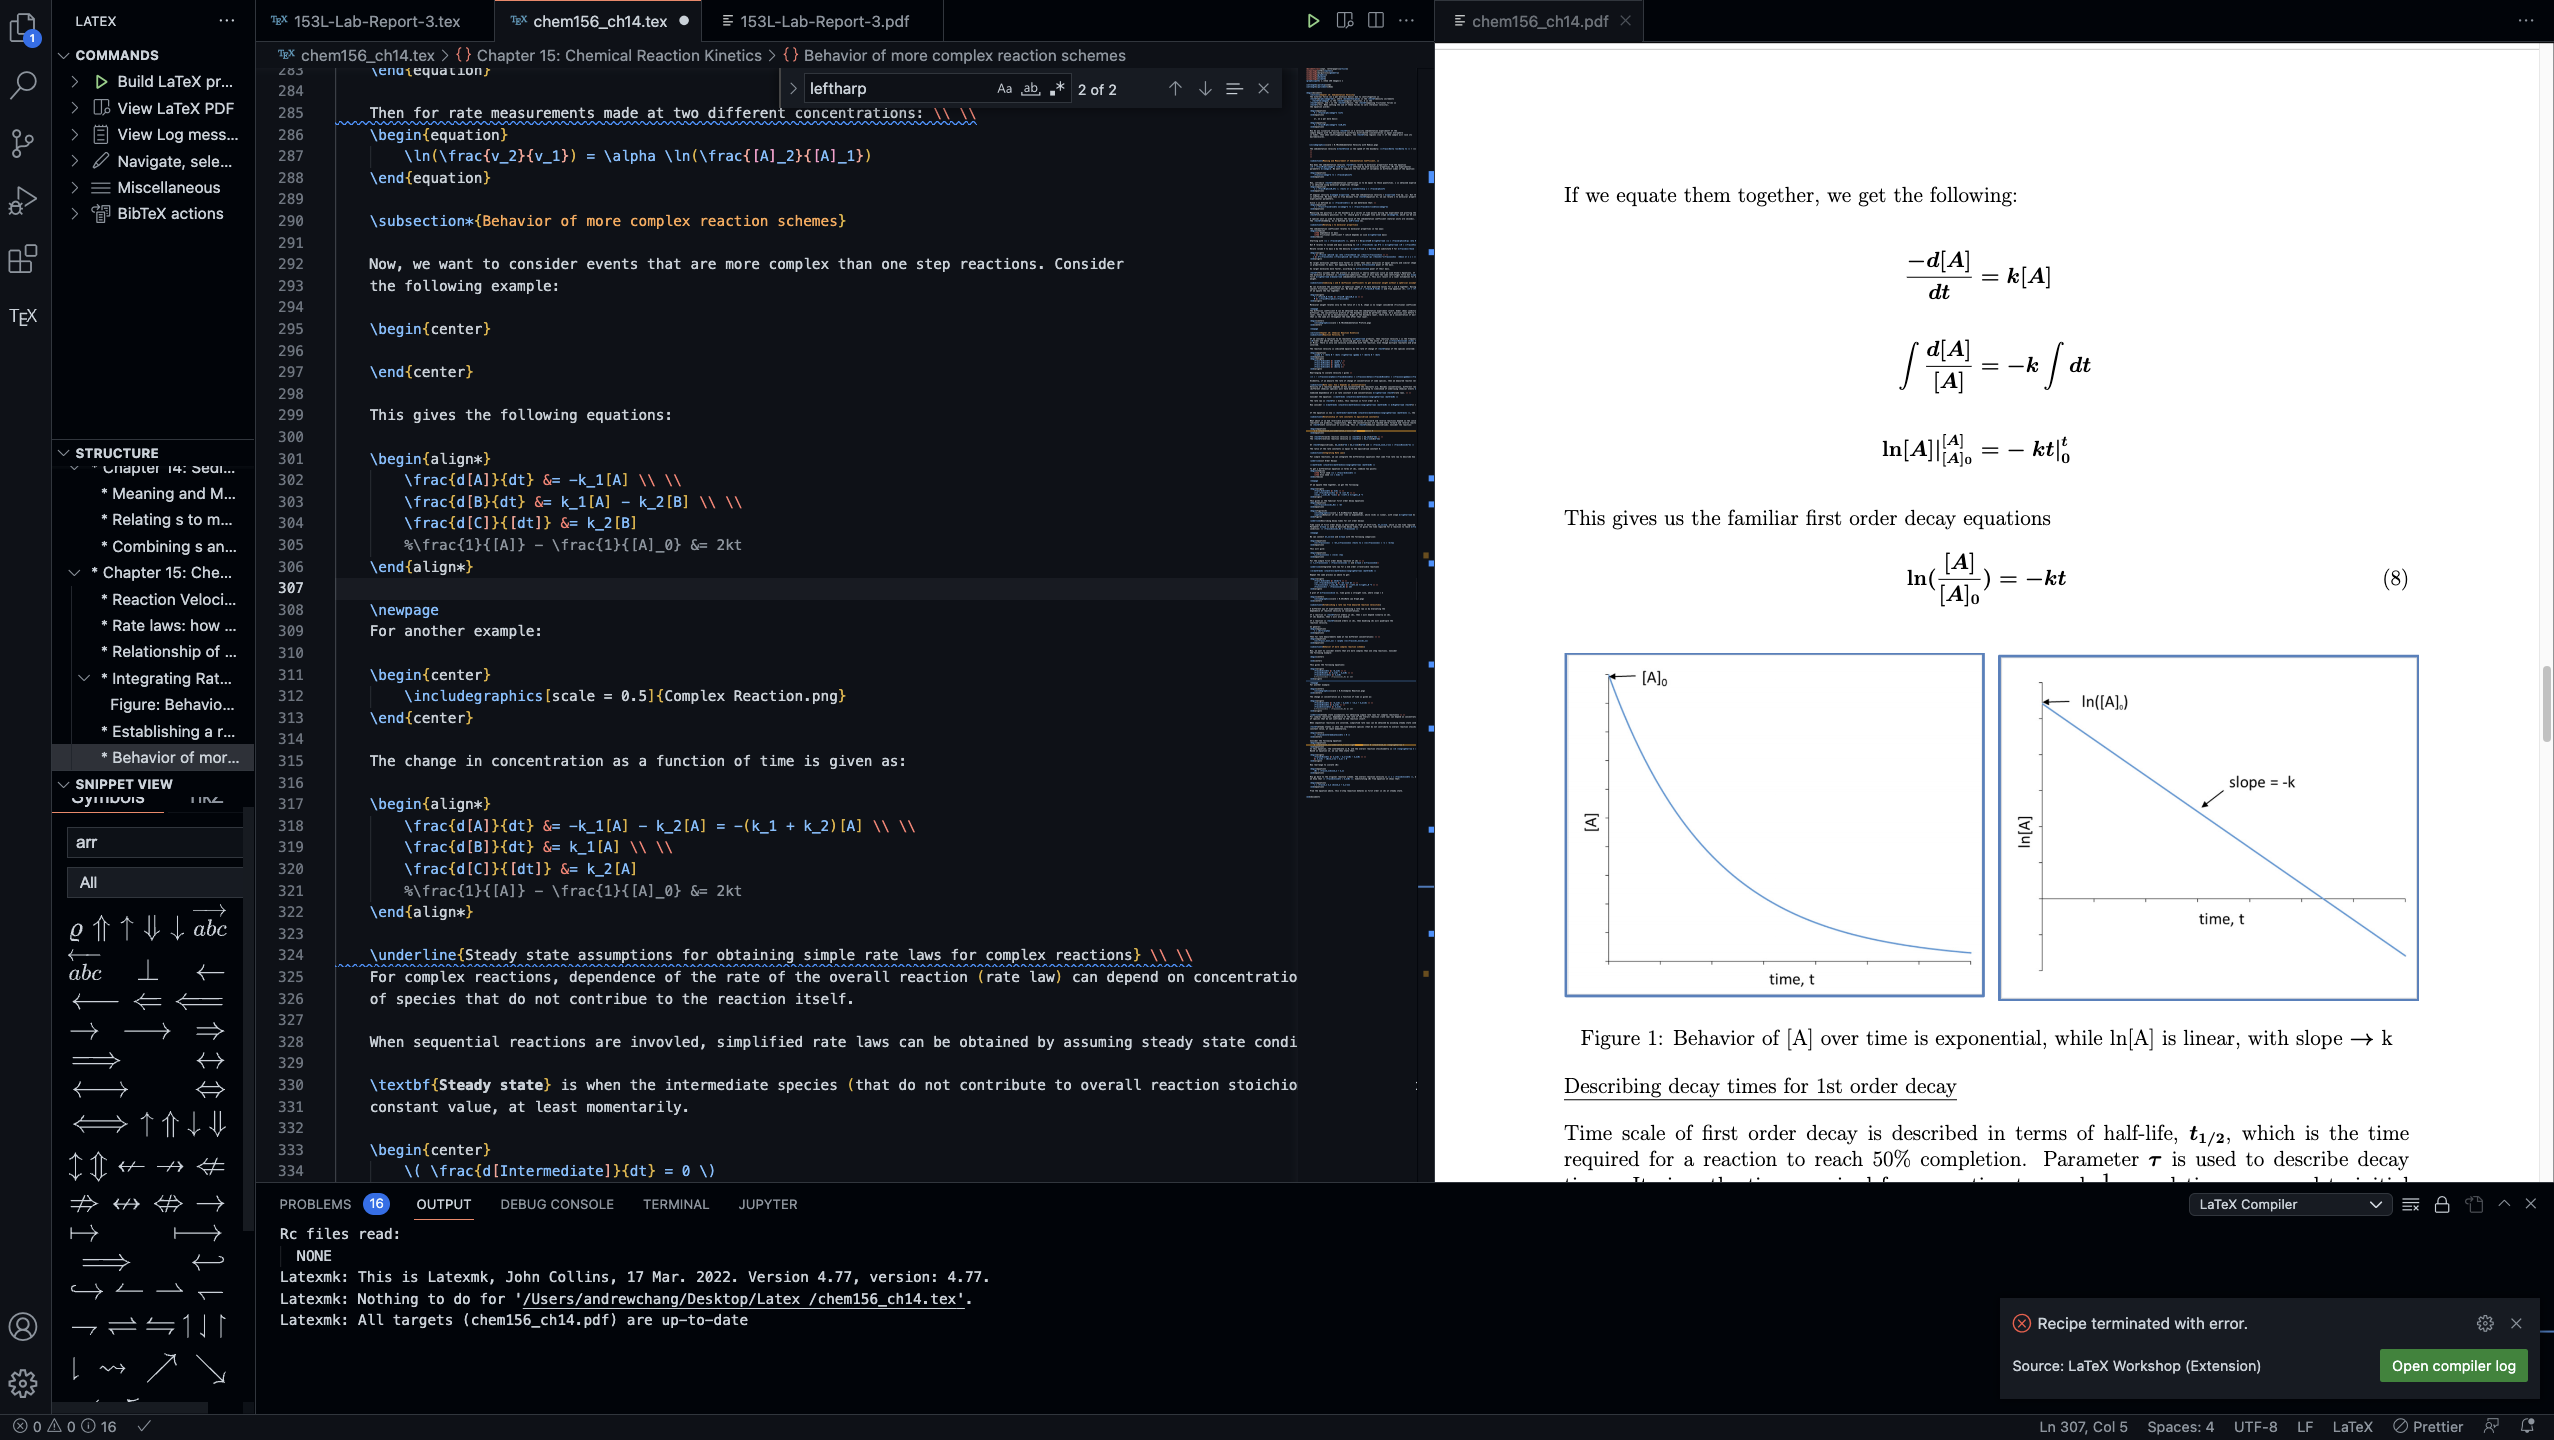 LATEX
COMMANDS
Build LaTeX pr...
View LaTeX PDF
View Log mess...
Navigate, sele...
Miscellaneous
BibTeX actions
STRUCTURE
* Chapter 14: Sedi...
* Meaning and M...
* Relating s to m...
* Combining s an...
* Chapter 15: Che...
* Reaction Veloci...
* Rate laws: how ...
* Relationship of ...
* Integrating Rat...
Figure: Behavio...
* Establishing a r...
* Behavior of mor...
SNIPPET VIEW
Symbols TikZ
arr
All
153L-Lab-Report-3.tex
chem156_ch14.tex
153L-Lab-Report-3.pdf
chem156_ch14.tex > {} Chapter 15: Chemical Reaction Kinetics > {} Behavior of more complex reaction schemes
leftharp
2 of 2
283 \end{equation}
284
285 Then for rate measurements made at two different concentrations: \\ \\
286 \begin{equation}
287 \ln(\frac{v_2}{v_1}) = \alpha \ln(\frac{[A]_2}{[A]_1})
288 \end{equation}
289
290 \subsection*{Behavior of more complex reaction schemes}
291
292 Now, we want to consider events that are more complex than one step reactions. Consider
293 the following example:
294
295 \begin{center}
296
297 \end{center}
298
299 This gives the following equations:
300
301 \begin{align*}
302 \frac{d[A]}{dt} &= -k_1[A] \\ \\
303 \frac{d[B}{dt} &= k_1[A] - k_2[B] \\ \\
304 \frac{d[C]}{[dt]} &= k_2[B]
305 %\frac{1}{[A]} - \frac{1}{[A]_0} &= 2kt
306 \end{align*}
307
308 \newpage
309 For another example:
310
311 \begin{center}
312 \includegraphics[scale = 0.5]{Complex Reaction.png}
313 \end{center}
314
315 The change in concentration as a function of time is given as:
316
317 \begin{align*}
318 \frac{d[A]}{dt} &= -k_1[A] - k_2[A] = -(k_1 + k_2)[A] \\ \\
319 \frac{d[B]}{dt} &= k_1[A] \\ \\
320 \frac{d[C]}{[dt]} &= k_2[A]
321 %\frac{1}{[A]} - \frac{1}{[A]_0} &= 2kt
322 \end{align*}
323
324 \underline{Steady state assumptions for obtaining simple rate laws for complex reactions} \\ \\
325 For complex reactions, dependence of the rate of the overall reaction (rate law) can depend on concentratio
326 of species that do not contribue to the reaction itself.
327
328 When sequential reactions are invovled, simplified rate laws can be obtained by assuming steady state condi
329
330 \textbf{Steady state} is when the intermediate species (that do not contribute to overall reaction stoichio
331 constant value, at least momentarily.
332
333 \begin{center}
334 \( \frac{d[Intermediate]}{dt} = 0 \)
chem156_ch14.pdf
If we equate them together, we get the following:
-d[A]/dt = k[A]
∫ d[A]/[A] = -k ∫ dt
ln[A]|[A][A]₀ = - kt|ᵗ₀
This gives us the familiar first order decay equations
ln([A]/[A]₀) = -kt (8)
[A]₀
[A]
time, t
ln([A]₀)
slope = -k
ln[A]
time, t
Figure 1: Behavior of [A] over time is exponential, while ln[A] is linear, with slope → k
Describing decay times for 1st order decay
Time scale of first order decay is described in terms of half-life, t1/2, which is the time
required for a reaction to reach 50% completion. Parameter τ is used to describe decay
PROBLEMS 16 OUTPUT DEBUG CONSOLE TERMINAL JUPYTER
LaTeX Compiler
Rc files read:
NONE
Latexmk: This is Latexmk, John Collins, 17 Mar. 2022. Version 4.77, version: 4.77.
Latexmk: Nothing to do for '/Users/andrewchang/Desktop/Latex /chem156_ch14.tex'.
Latexmk: All targets (chem156_ch14.pdf) are up-to-date
Recipe terminated with error.
Source: LaTeX Workshop (Extension)
Open compiler log
0 0 16
Ln 307, Col 5 Spaces: 4 UTF-8 LF LaTeX Prettier